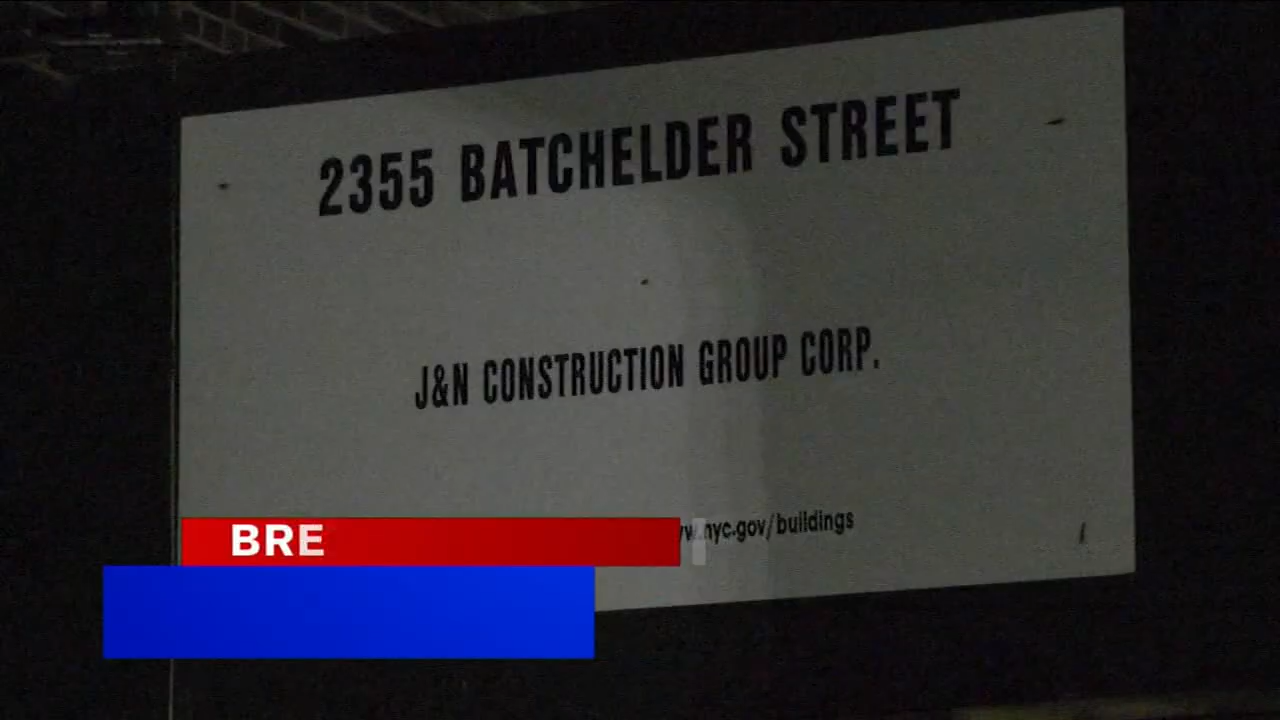 2355 BATCHELDER STREET
J&N CONSTRUCTION GROUP CORP.
nyc.gov/buildings
BRE